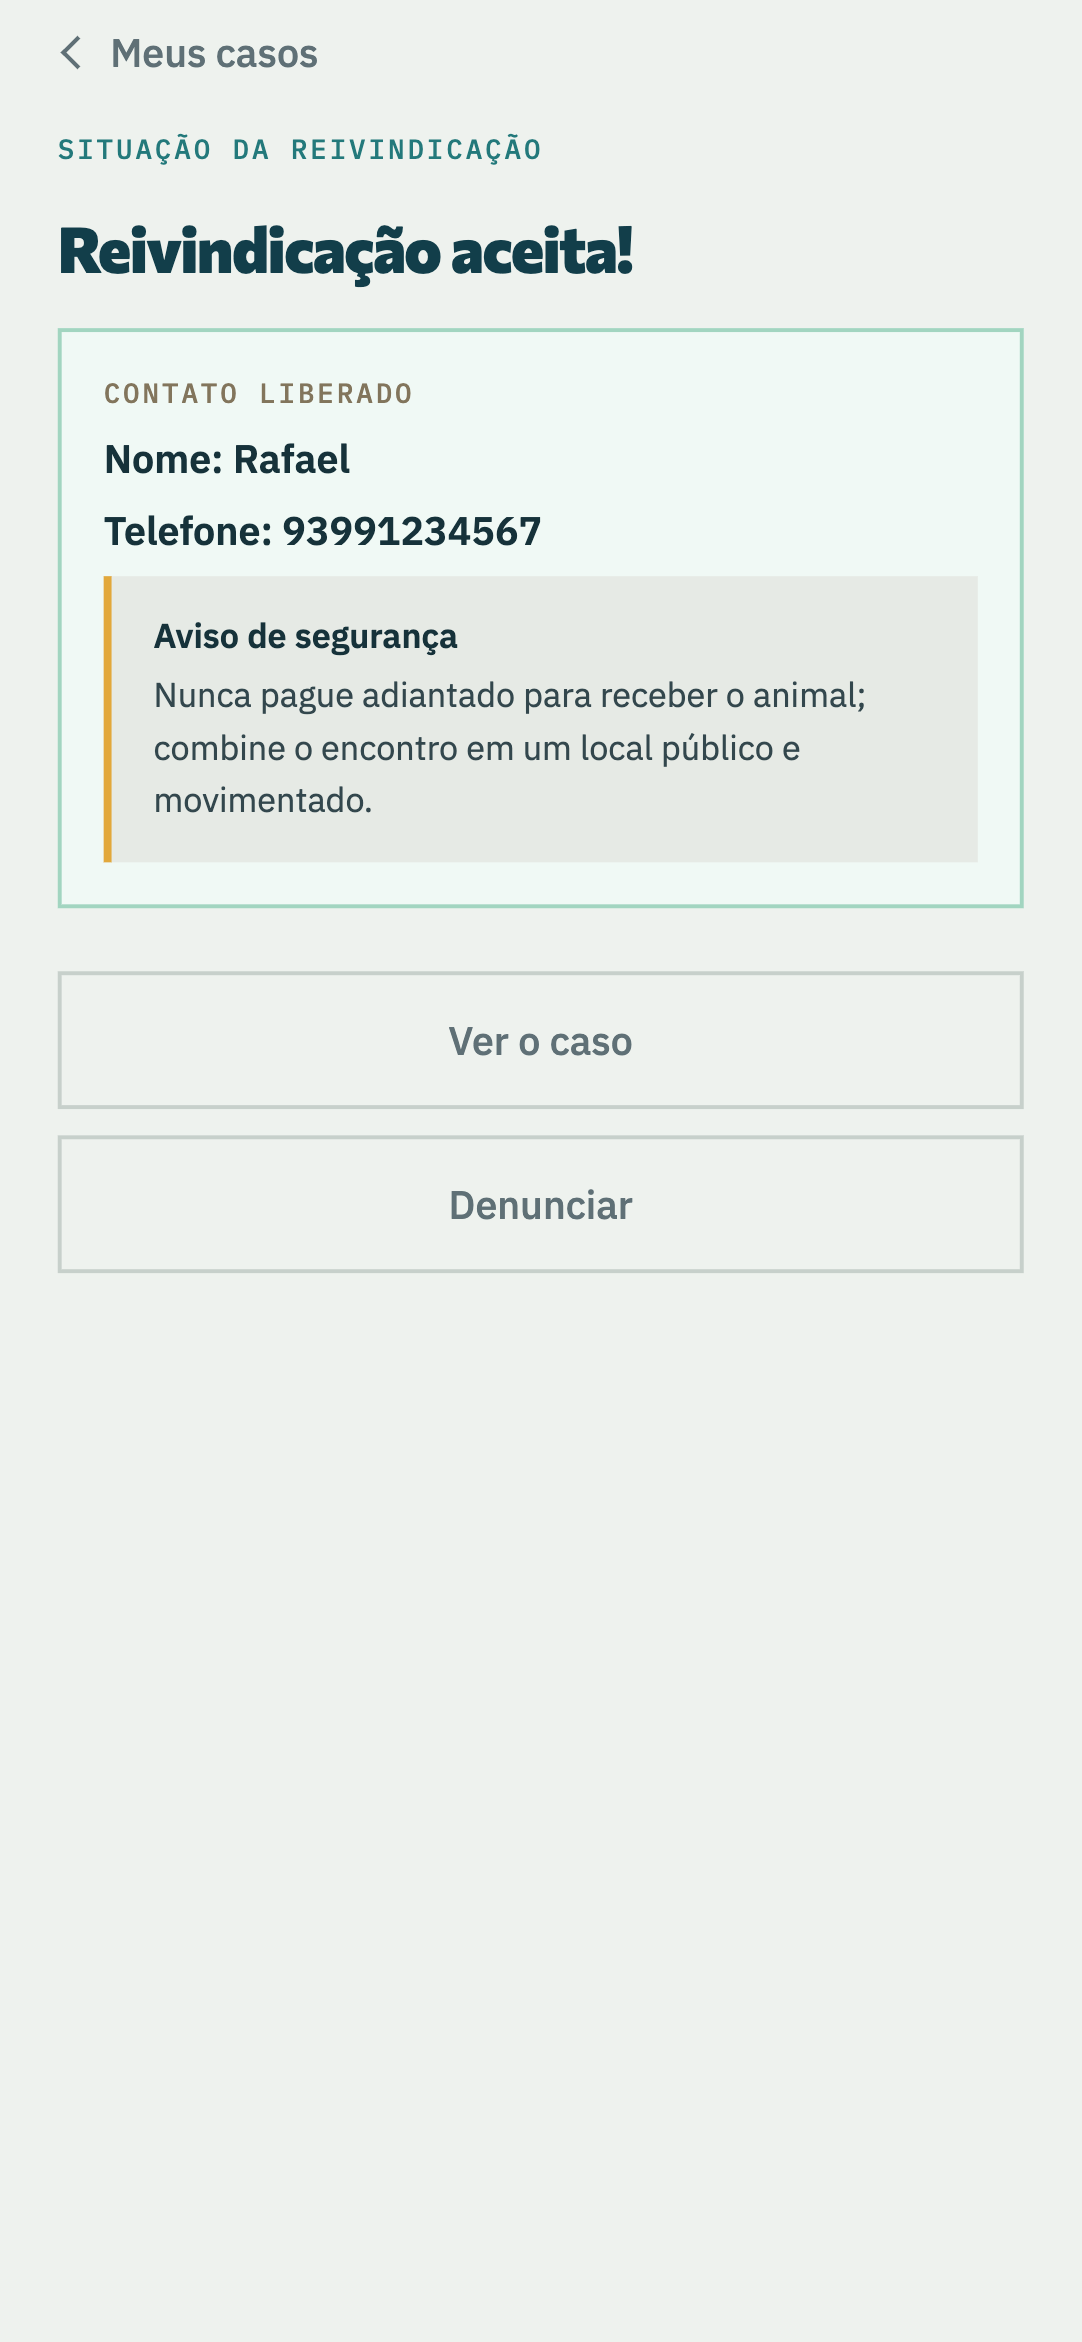 Meus casos
SITUAÇÃO DA REIVINDICAÇÃO
Reivindicação aceita!
CONTATO LIBERADO
Nome: Rafael
Telefone: 93991234567
Aviso de segurança
Nunca pague adiantado para receber o animal;
combine o encontro em um local público e
movimentado.
Ver o caso
Denunciar